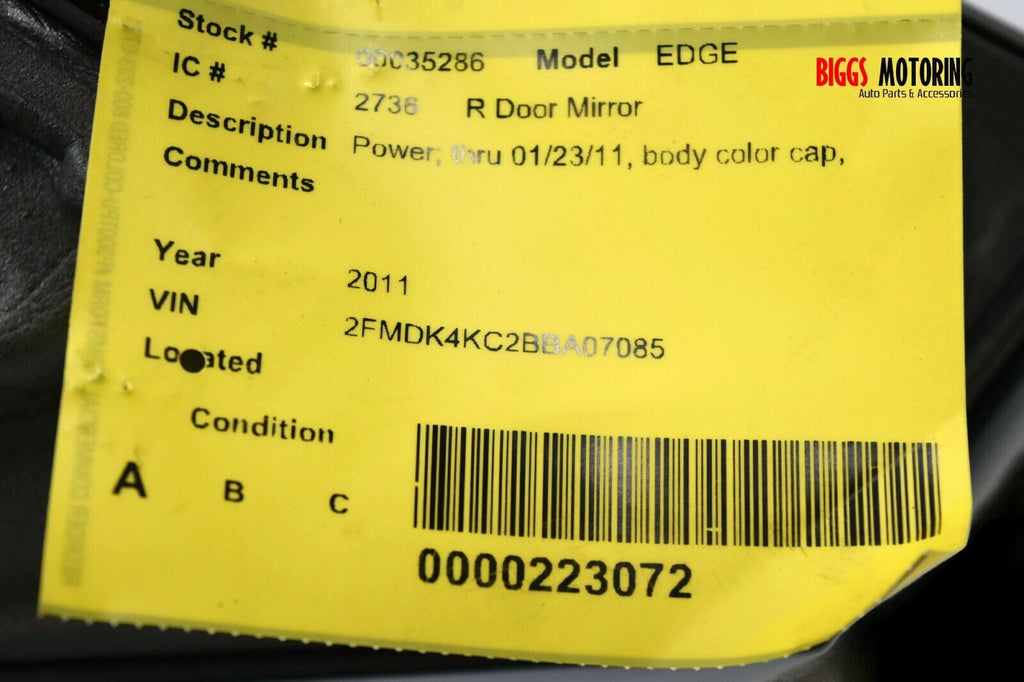 Stock # 00035286 Model EDGE
IC # 2736 R Door Mirror
Description Power, thru 01/23/11, body color cap,
Comments
Year 2011
VIN 2FMDK4KC2BBA07085
Located
Condition
A B C
0000223072
BIGGS MOTORING
Auto Parts & Accessories